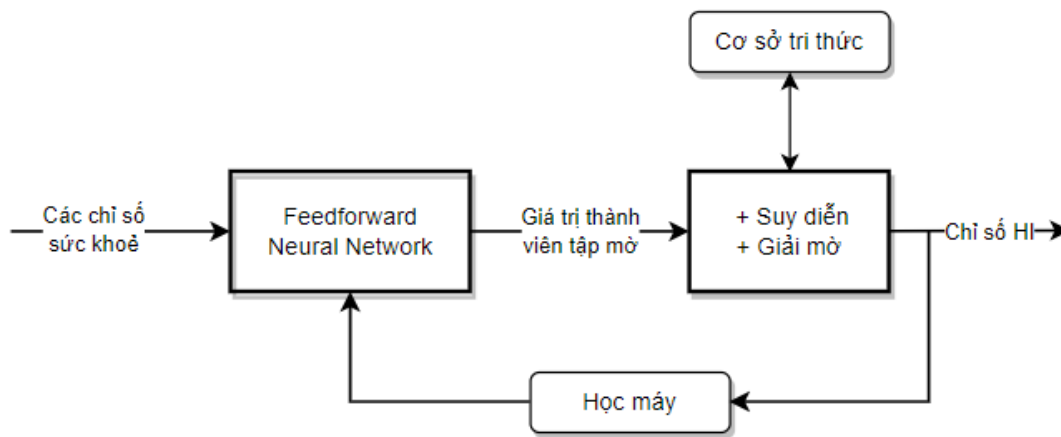 Cơ sở tri thức
Các chỉ số
sức khoẻ
Feedforward
Neural Network
Giá trị thành
viên tập mờ
+ Suy diễn
+ Giải mờ
Chỉ số HI
Học máy